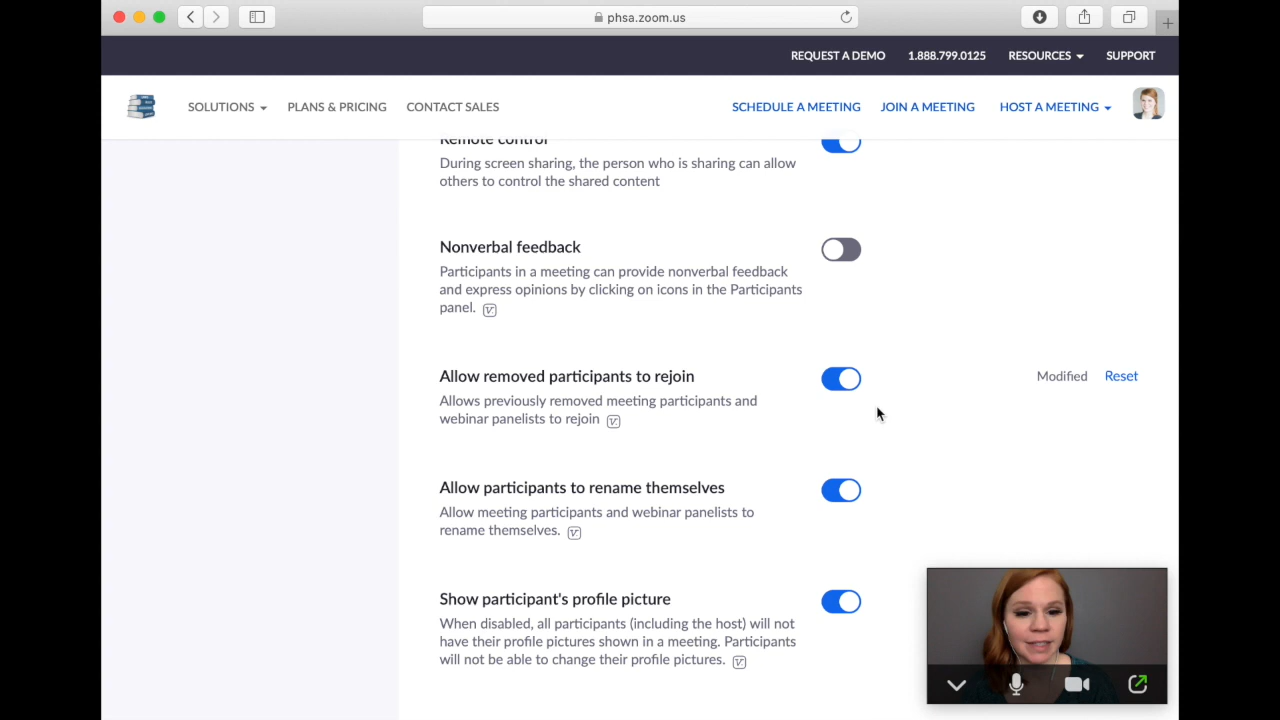 phsa.zoom.us
REQUEST A DEMO 1.888.799.0125 RESOURCES SUPPORT
SOLUTIONS PLANS & PRICING CONTACT SALES SCHEDULE A MEETING JOIN A MEETING HOST A MEETING
Remote control
During screen sharing, the person who is sharing can allow
others to control the shared content
Nonverbal feedback
Participants in a meeting can provide nonverbal feedback
and express opinions by clicking on icons in the Participants
panel.
Allow removed participants to rejoin
Modified Reset
Allows previously removed meeting participants and
webinar panelists to rejoin
Allow participants to rename themselves
Allow meeting participants and webinar panelists to
rename themselves.
Show participant's profile picture
When disabled, all participants (including the host) will not
have their profile pictures shown in a meeting. Participants
will not be able to change their profile pictures.